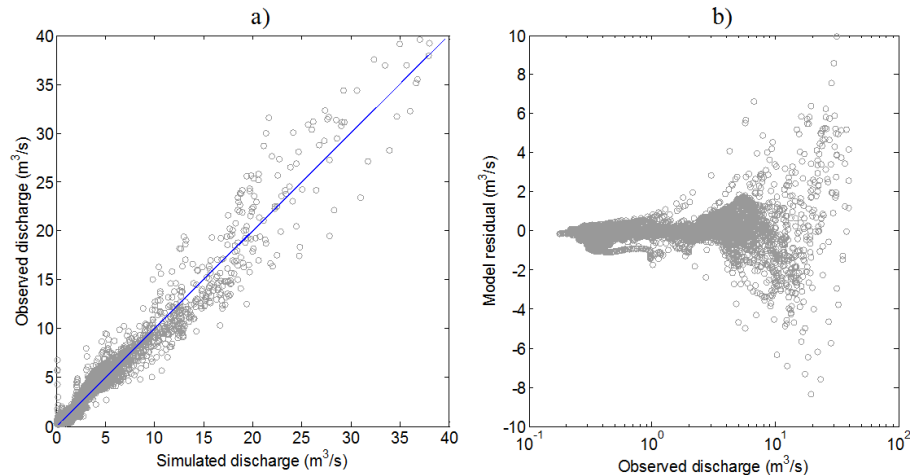 a)
40
35
30
25
20
15
10
5
0
0 5 10 15 20 25 30 35 40
Observed discharge (m³/s)
Simulated discharge (m³/s)
b)
10
8
6
4
2
0
-2
-4
-6
-8
-10
10⁻¹ 10⁰ 10¹ 10²
Model residual (m³/s)
Observed discharge (m³/s)